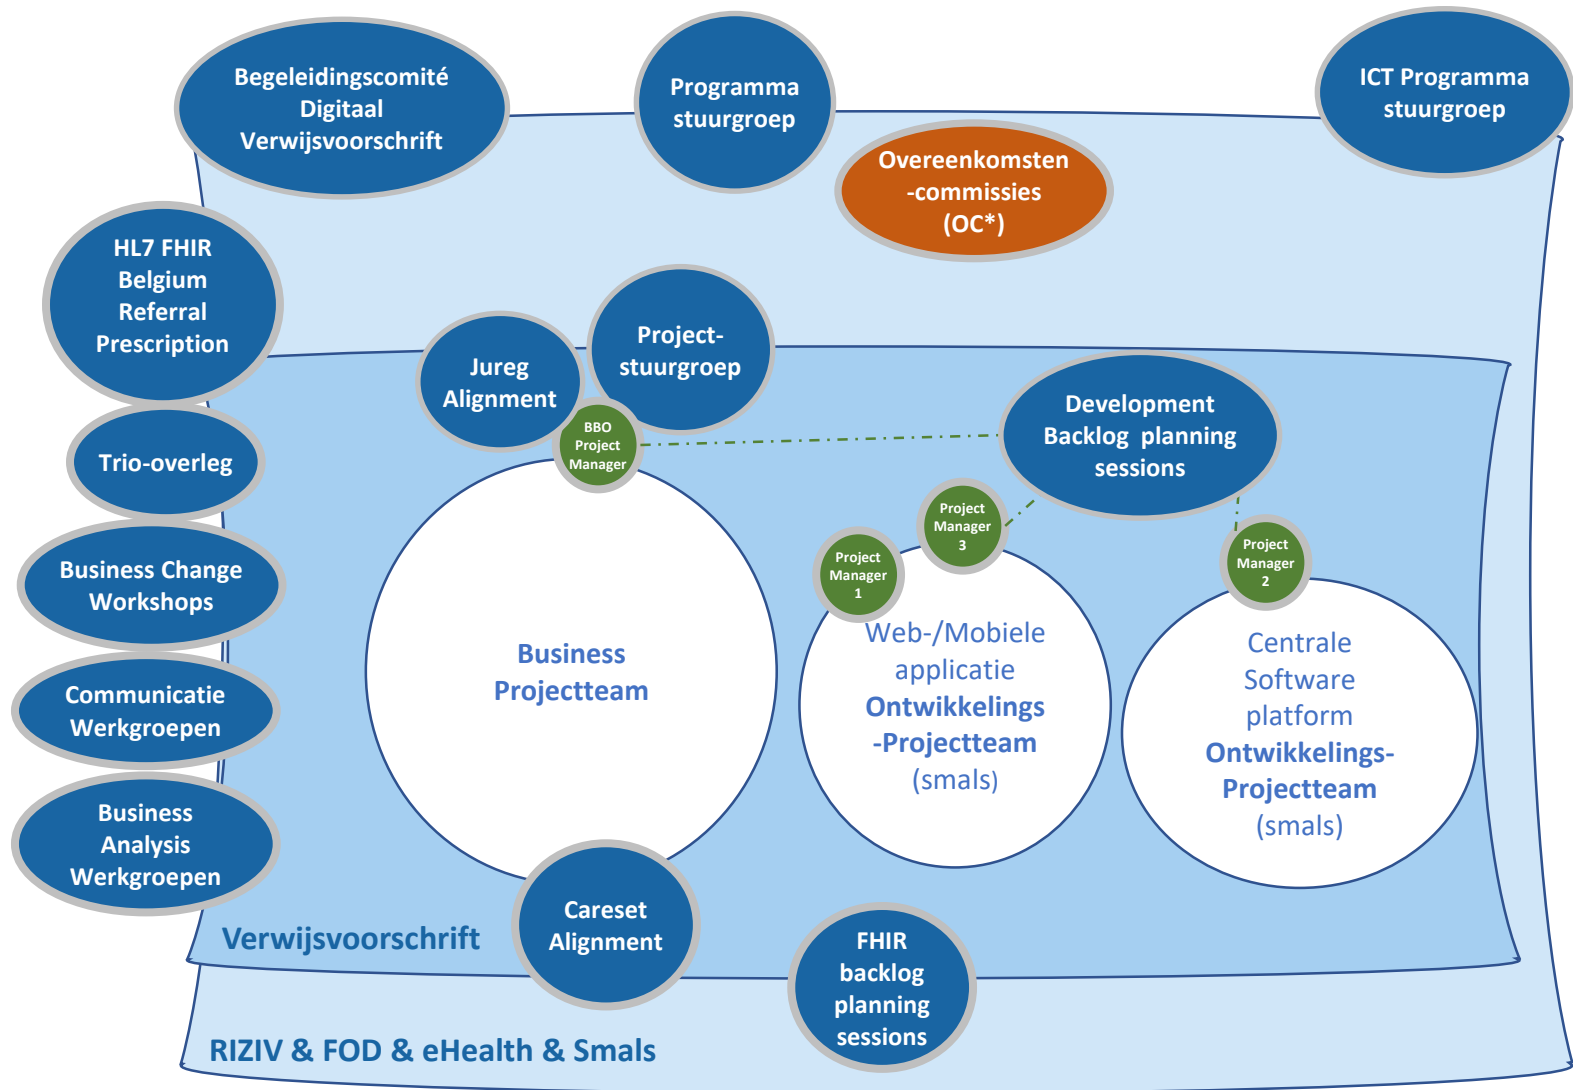 Begeleidingscomité
Digitaal
Verwijsvoorschrift
Programma
stuurgroep
ICT Programma
stuurgroep
Overeenkomsten
-commissies
(OC*)
HL7 FHIR
Belgium
Referral
Prescription
Project-
stuurgroep
Jureg
Alignment
BBO
Project
Manager
Development
Backlog planning
sessions
Trio-overleg
Project
Manager
3
Project
Manager
1
Project
Manager
2
Business Change
Workshops
Business
Projectteam
Web-/Mobiele
applicatie
Ontwikkelings
-Projectteam
(smals)
Centrale
Software
platform
Ontwikkelings-
Projectteam
(smals)
Communicatie
Werkgroepen
Business
Analysis
Werkgroepen
Careset
Alignment
Verwijsvoorschrift
FHIR
backlog
planning
sessions
RIZIV & FOD & eHealth & Smals